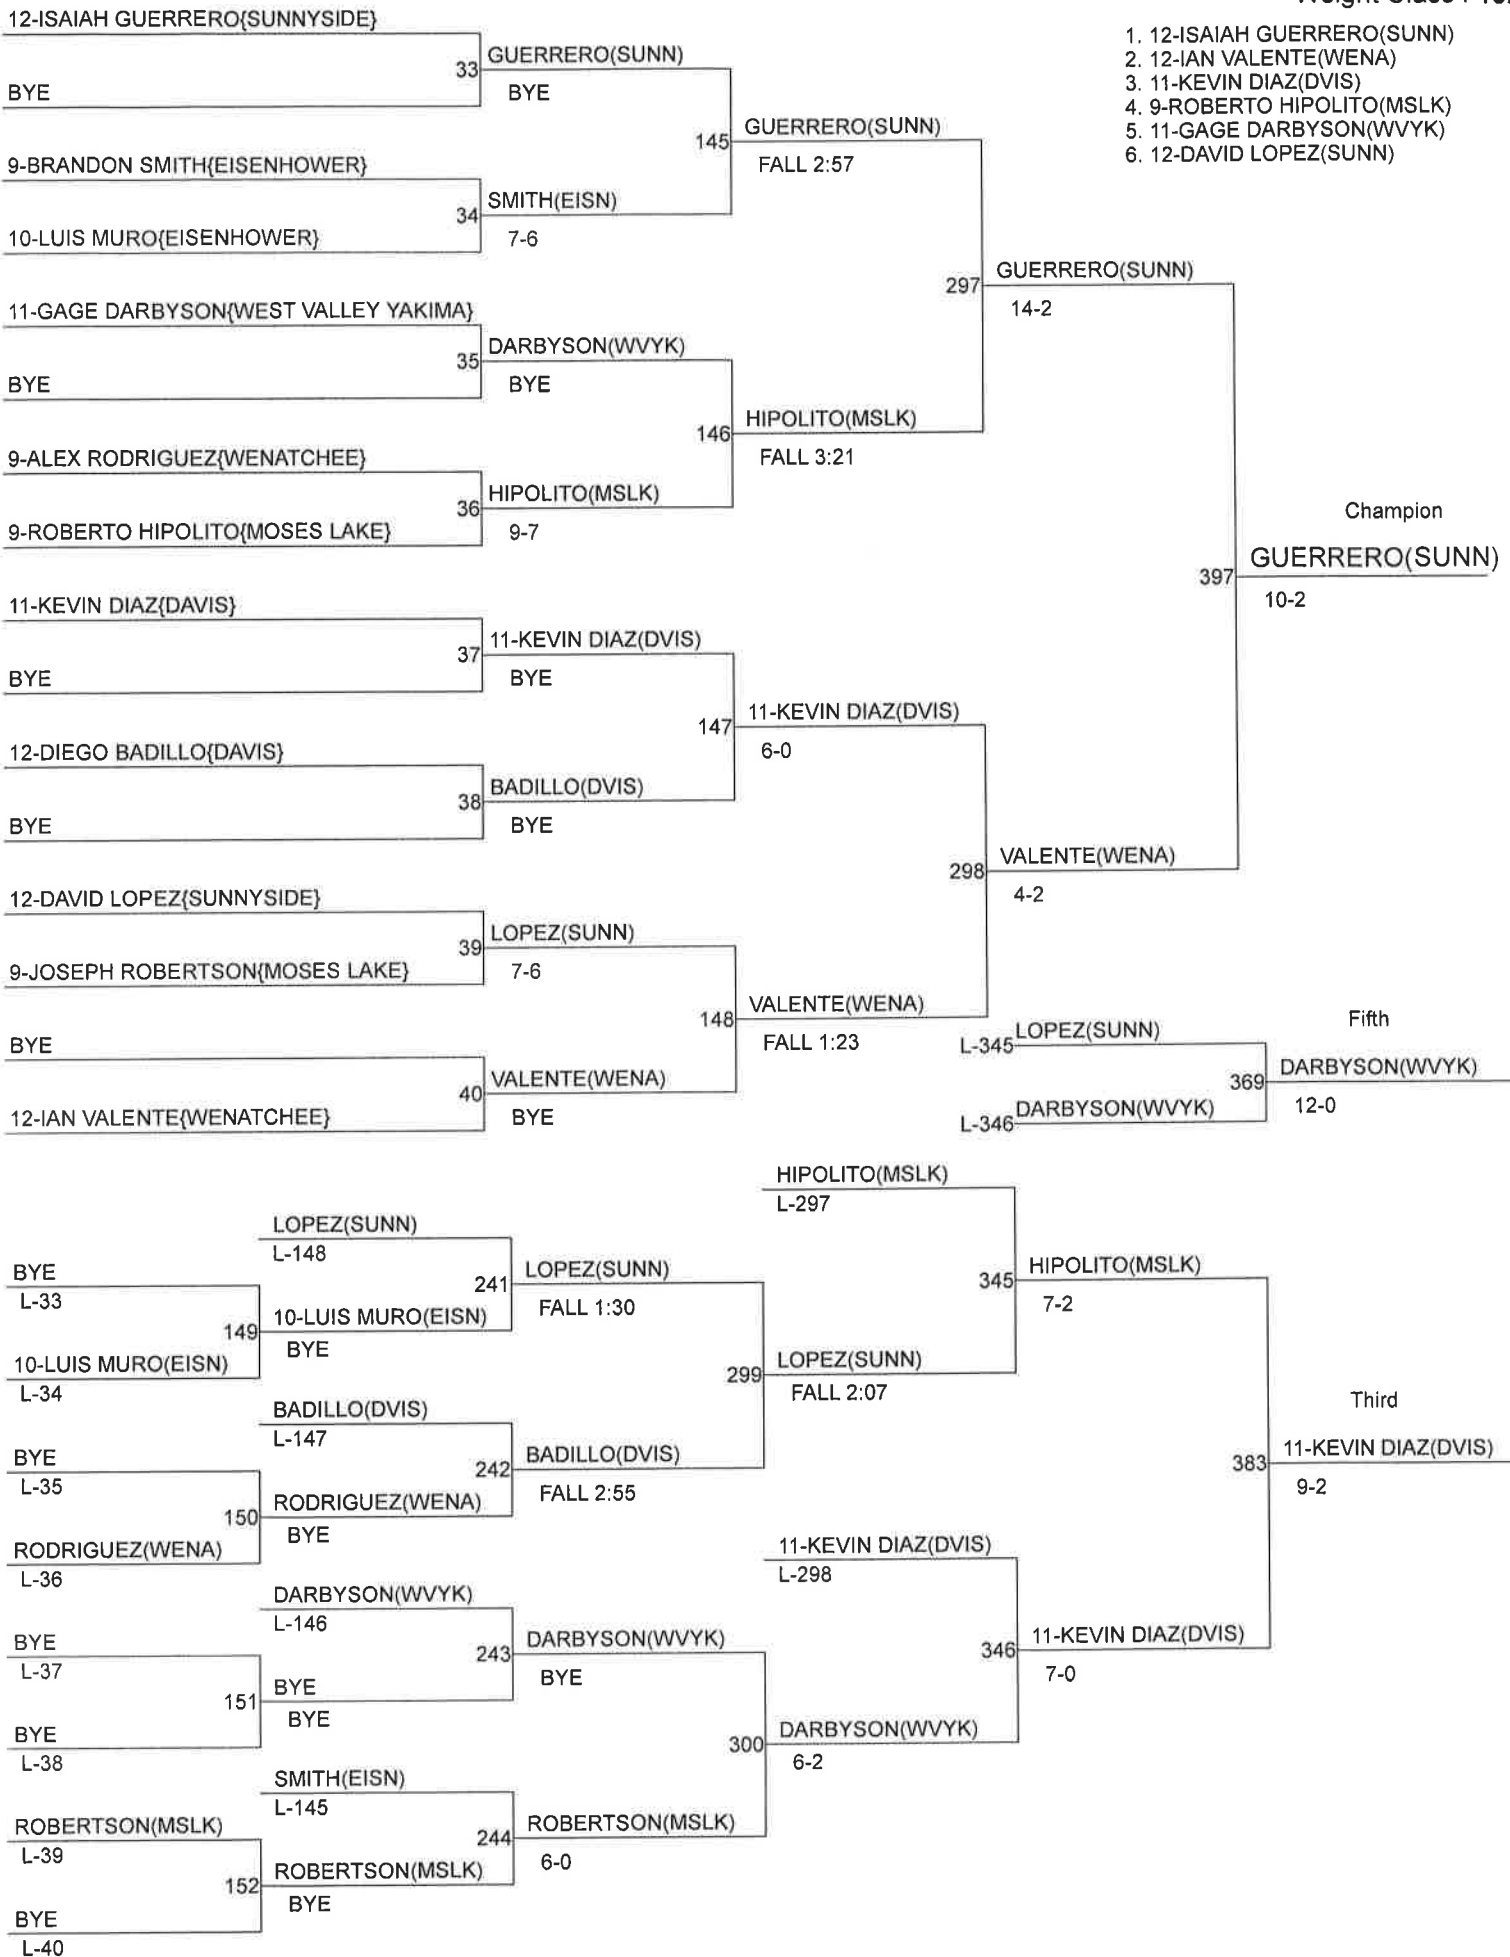 Weight Class :
1. 12-ISAIAH GUERRERO(SUNN)
2. 12-IAN VALENTE(WENA)
3. 11-KEVIN DIAZ(DVIS)
4. 9-ROBERTO HIPOLITO(MSLK)
5. 11-GAGE DARBYSON(WVYK)
6. 12-DAVID LOPEZ(SUNN)
12-ISAIAH GUERRERO{SUNNYSIDE}
33
BYE
GUERRERO(SUNN)
BYE
9-BRANDON SMITH{EISENHOWER}
34
10-LUIS MURO{EISENHOWER}
SMITH(EISN)
7-6
145
GUERRERO(SUNN)
FALL 2:57
11-GAGE DARBYSON{WEST VALLEY YAKIMA}
35
BYE
DARBYSON(WVYK)
BYE
9-ALEX RODRIGUEZ{WENATCHEE}
36
9-ROBERTO HIPOLITO{MOSES LAKE}
HIPOLITO(MSLK)
9-7
146
HIPOLITO(MSLK)
FALL 3:21
297
GUERRERO(SUNN)
14-2
11-KEVIN DIAZ{DAVIS}
37
BYE
11-KEVIN DIAZ(DVIS)
BYE
12-DIEGO BADILLO{DAVIS}
38
BYE
BADILLO(DVIS)
BYE
147
11-KEVIN DIAZ(DVIS)
6-0
12-DAVID LOPEZ{SUNNYSIDE}
39
9-JOSEPH ROBERTSON{MOSES LAKE}
LOPEZ(SUNN)
7-6
BYE
40
12-IAN VALENTE{WENATCHEE}
VALENTE(WENA)
BYE
148
VALENTE(WENA)
FALL 1:23
298
VALENTE(WENA)
4-2
Champion
397
GUERRERO(SUNN)
10-2
Fifth
L-345
LOPEZ(SUNN)
369
L-346
DARBYSON(WVYK)
DARBYSON(WVYK)
12-0
BYE
L-33
149
10-LUIS MURO(EISN)
L-34
LOPEZ(SUNN)
L-148
241
10-LUIS MURO(EISN)
BYE
LOPEZ(SUNN)
FALL 1:30
BYE
L-35
150
RODRIGUEZ(WENA)
L-36
BADILLO(DVIS)
L-147
242
RODRIGUEZ(WENA)
BYE
BADILLO(DVIS)
FALL 2:55
299
LOPEZ(SUNN)
FALL 2:07
HIPOLITO(MSLK)
L-297
345
HIPOLITO(MSLK)
7-2
BYE
L-37
151
BYE
L-38
DARBYSON(WVYK)
L-146
243
BYE
BYE
DARBYSON(WVYK)
BYE
ROBERTSON(MSLK)
L-39
152
BYE
L-40
SMITH(EISN)
L-145
244
ROBERTSON(MSLK)
BYE
ROBERTSON(MSLK)
6-0
300
DARBYSON(WVYK)
6-2
11-KEVIN DIAZ(DVIS)
L-298
346
11-KEVIN DIAZ(DVIS)
7-0
Third
383
11-KEVIN DIAZ(DVIS)
9-2